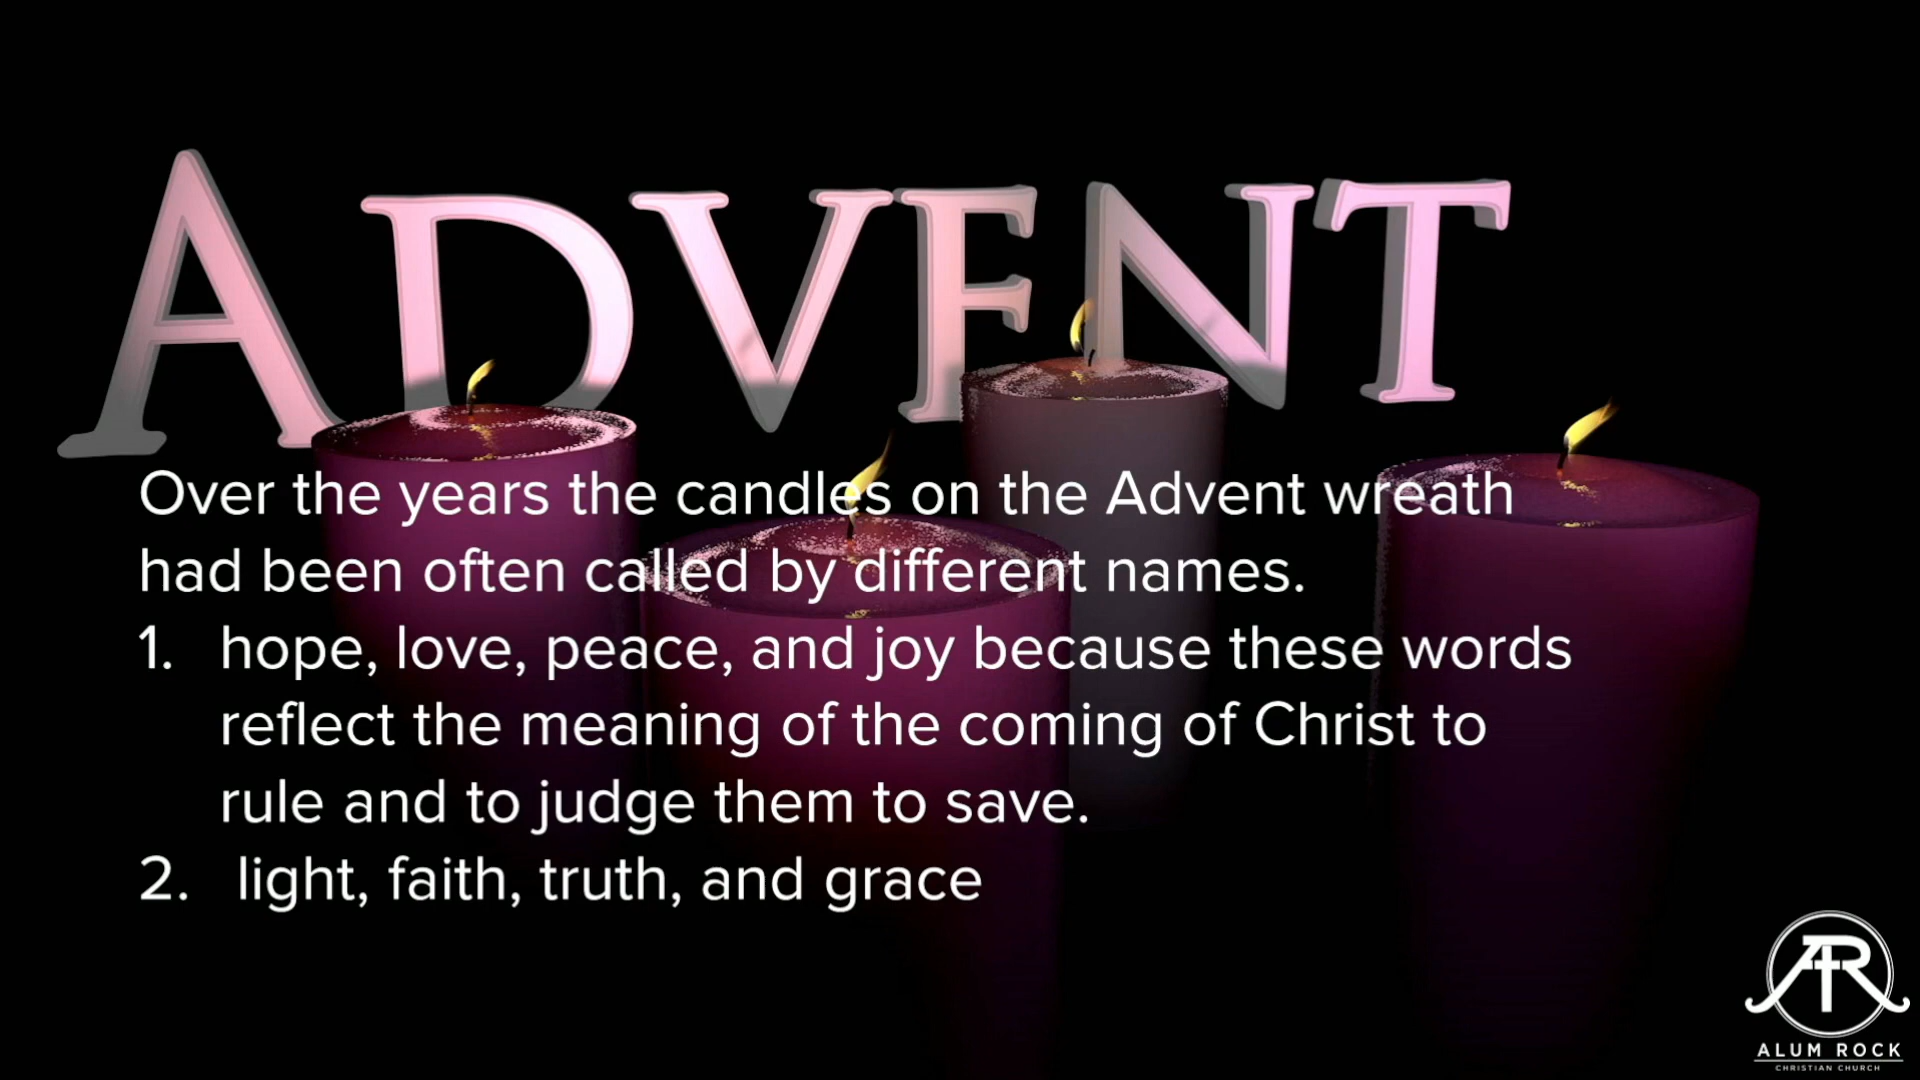 ADVENT
Over the years the candles on the Advent wreath
had been often called by different names.
1. hope, love, peace, and joy because these words
reflect the meaning of the coming of Christ to
rule and to judge them to save.
2. light, faith, truth, and grace
AR
ALUM ROCK
CHRISTIAN CHURCH